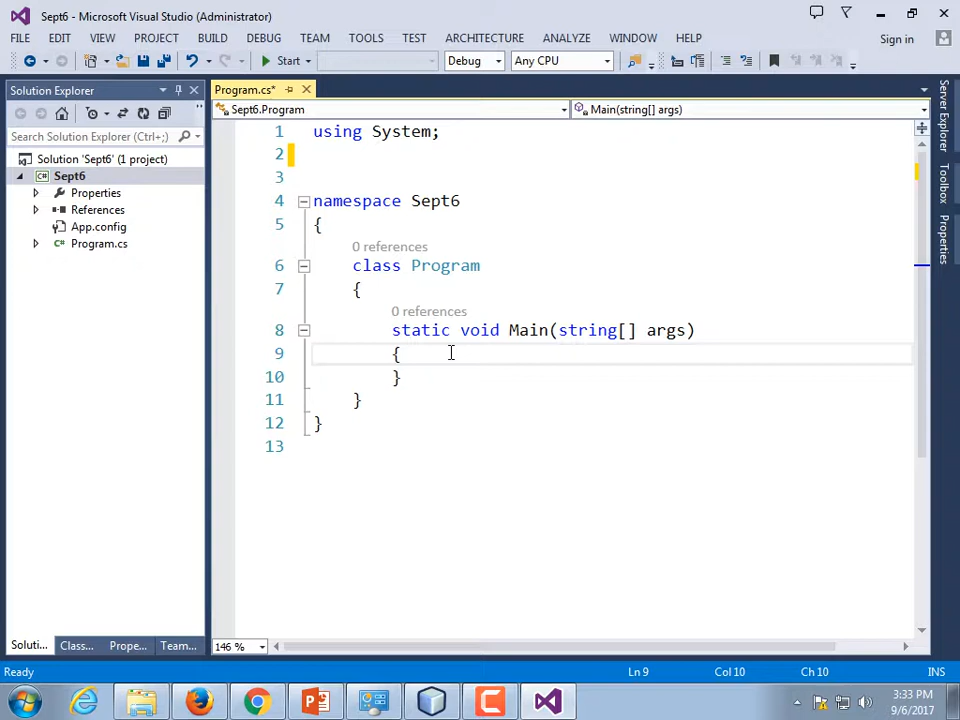 Sept6 - Microsoft Visual Studio (Administrator)
FILE EDIT VIEW PROJECT BUILD DEBUG TEAM TOOLS TEST ARCHITECTURE ANALYZE WINDOW HELP Sign in
Start Debug Any CPU
Solution Explorer
Search Solution Explorer (Ctrl+;)
Solution 'Sept6' (1 project)
C# Sept6
Properties
References
App.config
C# Program.cs
Soluti... Class... Prope... Team...
Program.cs*
Sept6.Program Main(string[] args)
1 using System;
2
3
4 namespace Sept6
5 {
0 references
6 class Program
7 {
0 references
8 static void Main(string[] args)
9 {
10 }
11 }
12 }
13
146 %
Server Explorer
Toolbox
Properties
Ready Ln 9 Col 10 Ch 10 INS
3:33 PM
9/6/2017